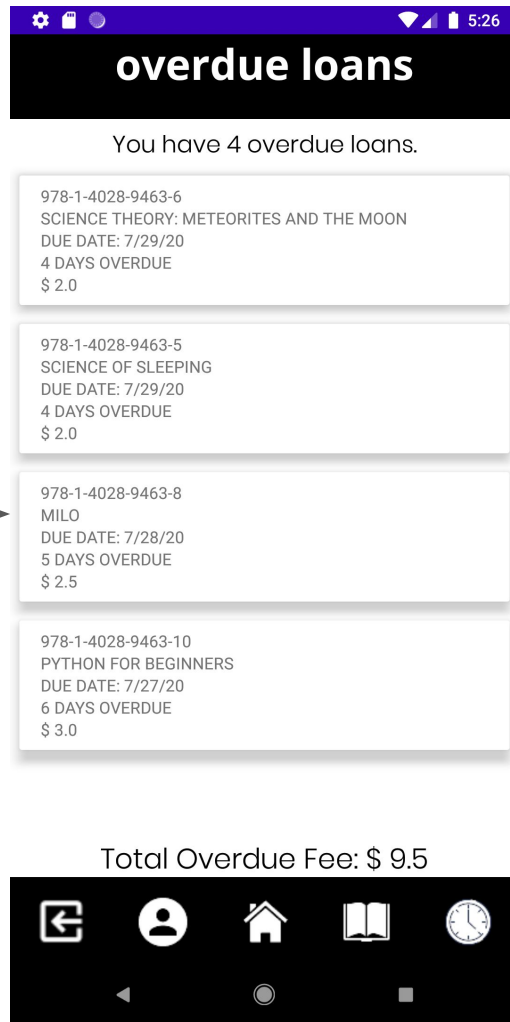 5:26
overdue loans
You have 4 overdue loans.
978-1-4028-9463-6
SCIENCE THEORY: METEORITES AND THE MOON
DUE DATE: 7/29/20
4 DAYS OVERDUE
$ 2.0
978-1-4028-9463-5
SCIENCE OF SLEEPING
DUE DATE: 7/29/20
4 DAYS OVERDUE
$ 2.0
978-1-4028-9463-8
MILO
DUE DATE: 7/28/20
5 DAYS OVERDUE
$ 2.5
978-1-4028-9463-10
PYTHON FOR BEGINNERS
DUE DATE: 7/27/20
6 DAYS OVERDUE
$ 3.0
Total Overdue Fee: $ 9.5